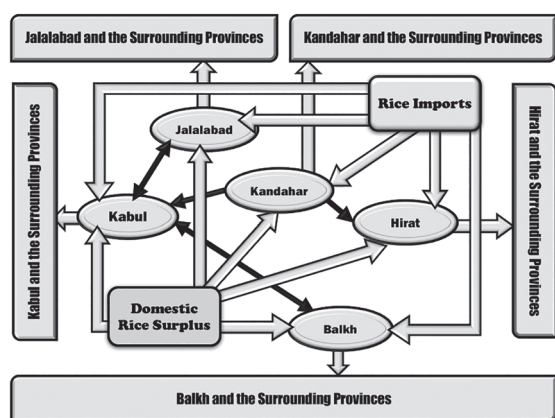 Jalalabad and the Surrounding Provinces
Kandahar and the Surrounding Provinces
Rice Imports
Jalalabad
Kandahar
Kabul
Hirat
Kabul and the Surrounding Provinces
Hirat and the Surrounding Provinces
Domestic
Rice Surplus
Balkh
Balkh and the Surrounding Provinces